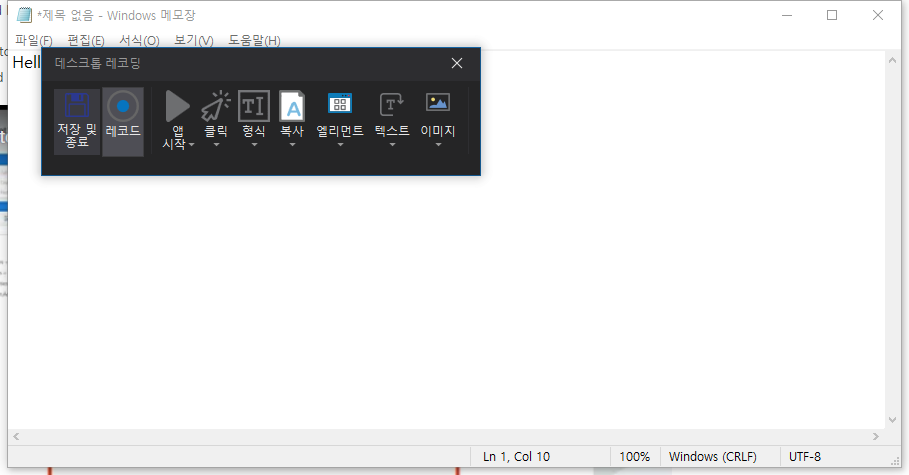 *제목 없음 - Windows 메모장
파일(F) 편집(E) 서식(O) 보기(V) 도움말(H)
Hell
데스크톱 레코딩
저장 및 종료
레코드
앱 시작
클릭
형식
복사
엘리먼트
텍스트
이미지
Ln 1, Col 10 100% Windows (CRLF) UTF-8